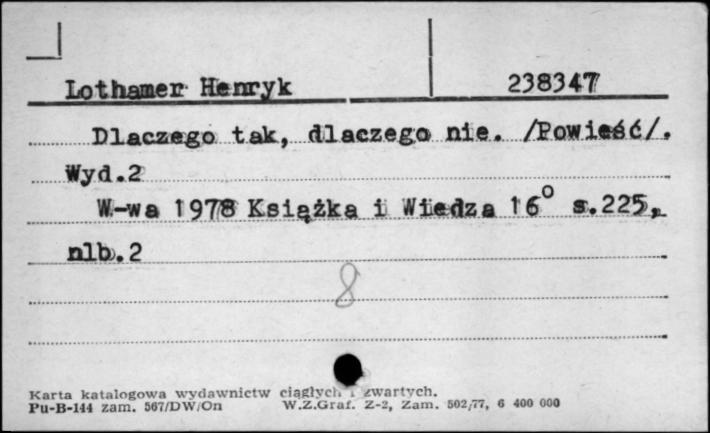 Lothamer Henryk 238347
Dlaczego tak, dlaczego nie. /Powieść/.
Wyd.2
W-wa 1978 Książka i Wiedza 16° s.225,
nlb.2
8
Karta katalogowa wydawnictw ciągłych i zwartych.
Pu-B-144 zam. 567/DW/On W.Z.Graf. Z-2, Zam. 502/77, 6 400 000